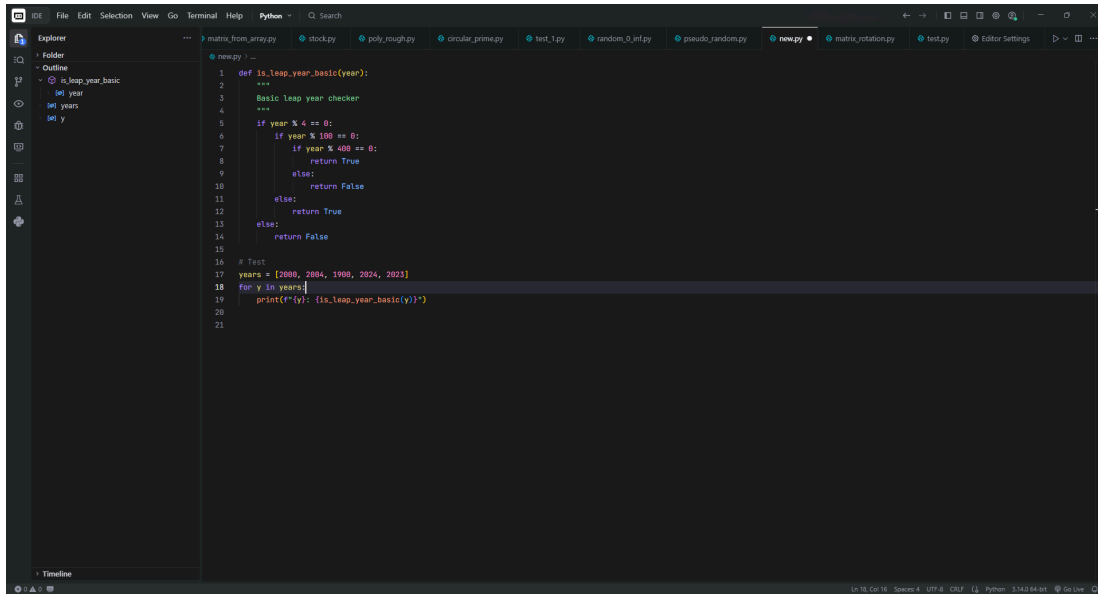 IDE File Edit Selection View Go Terminal Help Python Search
Explorer
Folder
Outline
is_leap_year_basic
year
years
y
Timeline
matrix_from_array.py stock.py poly_rough.py circular_prime.py test_1.py random_0_inf.py pseudo_random.py new.py matrix_rotation.py test.py Editor Settings
new.py > ...
1 def is_leap_year_basic(year):
2     """
3     Basic leap year checker
4     """
5     if year % 4 == 0:
6         if year % 100 == 0:
7             if year % 400 == 0:
8                 return True
9             else:
10                 return False
11         else:
12             return True
13     else:
14         return False
15
16 # Test
17 years = [2000, 2004, 1900, 2024, 2023]
18 for y in years:
19     print(f"{y}: {is_leap_year_basic(y)}")
20
21
0 0 Ln 18, Col 16 Spaces: 4 UTF-8 CRLF Python 3.14.0 64-bit Go Live